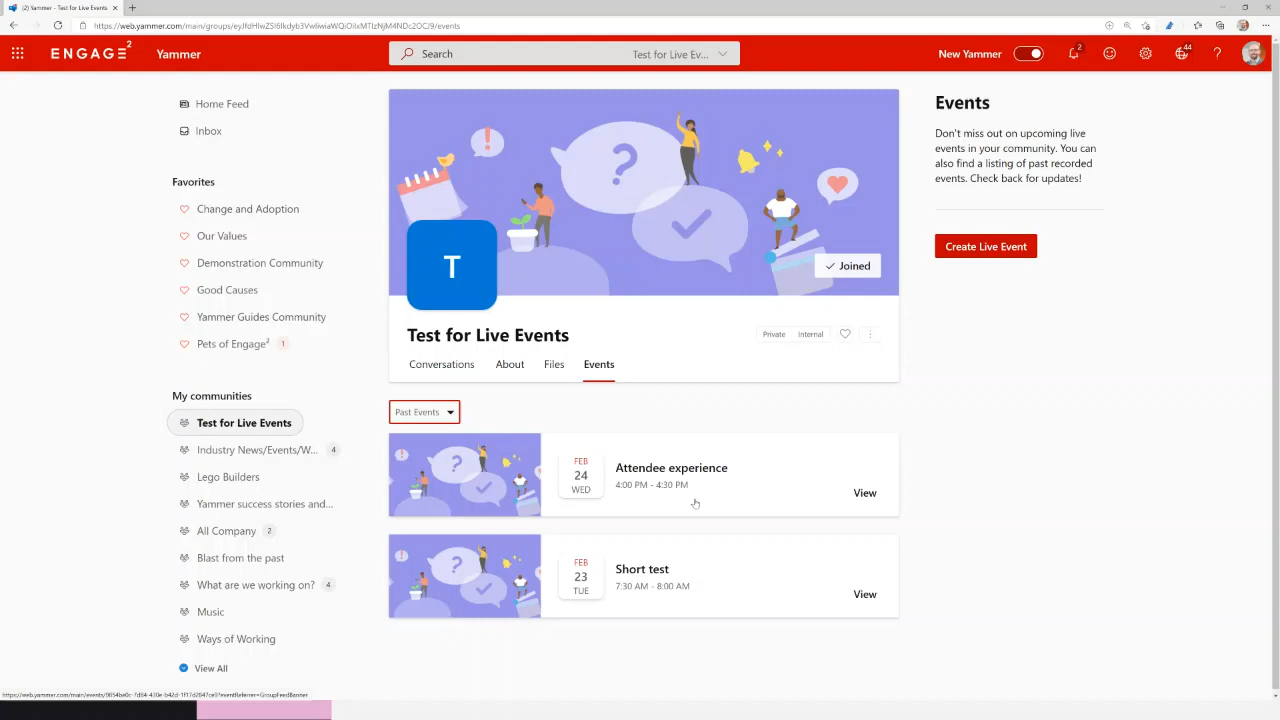 (2) Yammer - Test for Live Events
ENGAGE2
Yammer
Search
Test for Live Ev...
New Yammer
2
44
?
Home Feed
Inbox
Favorites
Change and Adoption
Our Values
Demonstration Community
Good Causes
Yammer Guides Community
Pets of Engage² 1
My communities
Test for Live Events
Industry News/Events/W... 4
Lego Builders
Yammer success stories and...
All Company 2
Blast from the past
What are we working on? 4
Music
Ways of Working
View All
T
Joined
Test for Live Events
Private Internal
Conversations About Files Events
Past Events
FEB
24
WED
Attendee experience
4:00 PM - 4:30 PM
View
FEB
23
TUE
Short test
7:30 AM - 8:00 AM
View
Events
Don't miss out on upcoming live
events in your community. You can
also find a listing of past recorded
events. Check back for updates!
Create Live Event